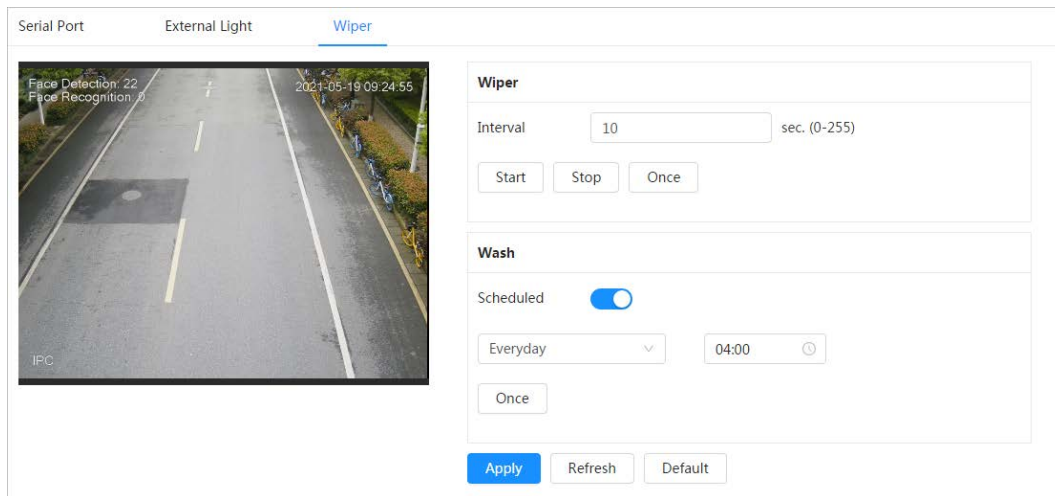 Serial Port External Light Wiper
Face Detection: 22
Face Recognition: 0
2021-05-19 09:24:55
IPC
Wiper
Interval 10 sec. (0-255)
Start Stop Once
Wash
Scheduled
Everyday 04:00
Once
Apply Refresh Default